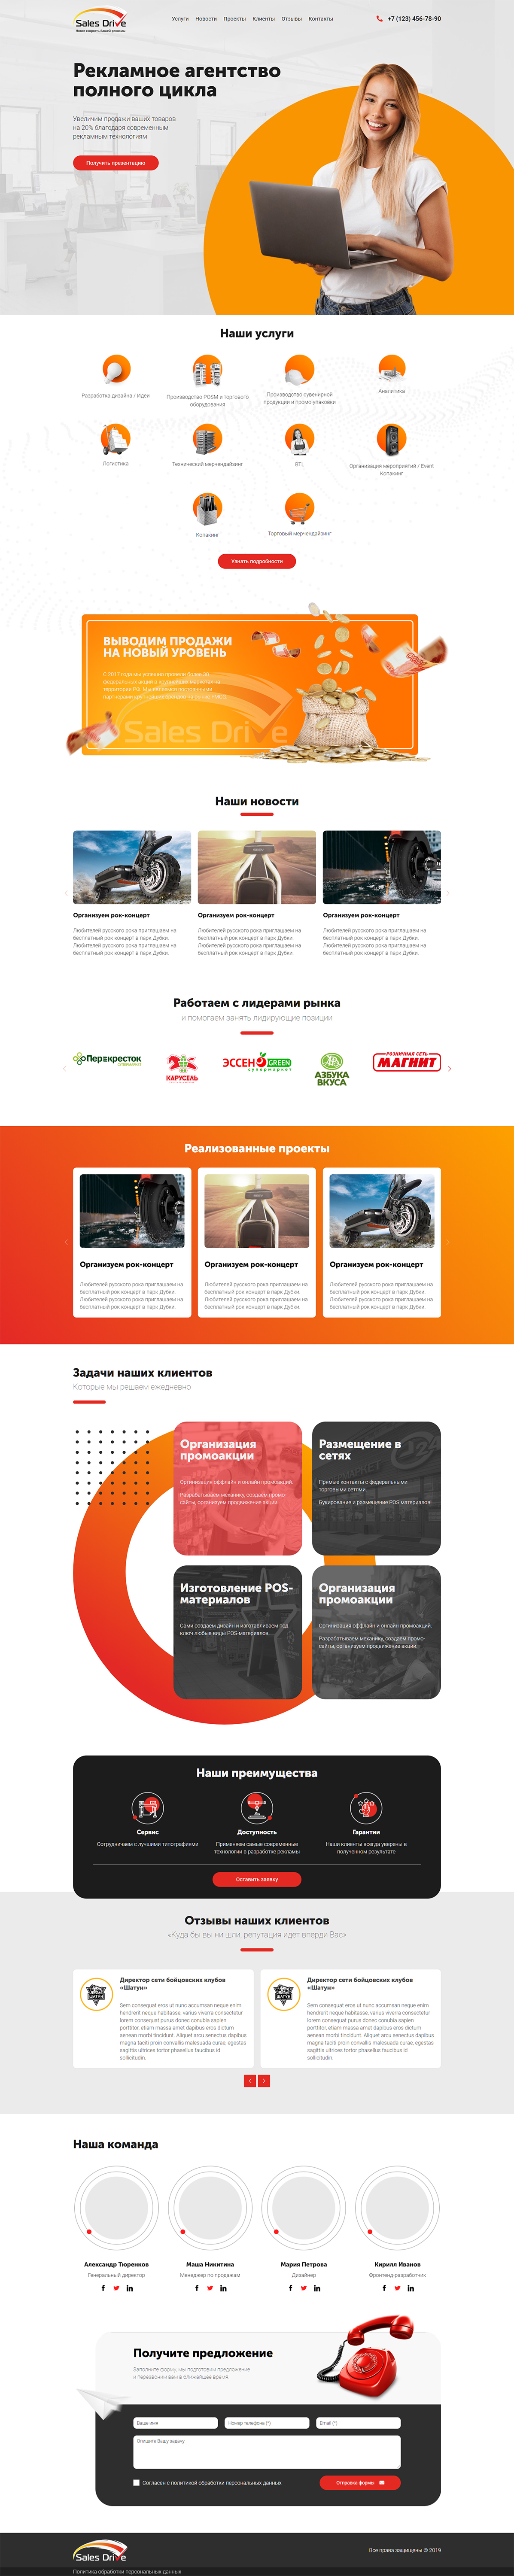 Sales Drive
Новая скорость Вашей рекламы
Услуги Новости Проекты Клиенты Отзывы Контакты
+7 (123) 456-78-90
Рекламное агентство
полного цикла
Увеличим продажи ваших товаров
на 20% благодаря современным
рекламным технологиям
Получить презентацию
Наши услуги
Разработка дизайна / Идеи
Производство POSM и торгового
оборудования
Производство сувенирной
продукции и промоупаковки
Аналитика
Логистика
Технический мерчендайзинг
BTL
Организация мероприятий / Event
Копакинг
Копакинг
Торговый мерчендайзинг
Узнать подробности
ВЫВОДИМ ПРОДАЖИ
НА НОВЫЙ УРОВЕНЬ
С 2017 года мы успешно провели более 30
федеральных акций в крупнейших маркетах на
территории РФ. Мы являемся постоянными
Sales Drive
Наши новости
Организуем рок-концерт
Любителей русского рока приглашаем на
бесплатный рок концерт в парк Дубки.
Любителей русского рока приглашаем на
бесплатный рок концерт в парк Дубки.
Организуем рок-концерт
Любителей русского рока приглашаем на
бесплатный рок концерт в парк Дубки.
Любителей русского рока приглашаем на
бесплатный рок концерт в парк Дубки.
Организуем рок-концерт
Любителей русского рока приглашаем на
бесплатный рок концерт в парк Дубки.
Любителей русского рока приглашаем на
бесплатный рок концерт в парк Дубки.
Работаем с лидерами рынка
и помогаем занять лидирующие позиции
Перекресток
супермаркет
КАРУСЕЛЬ
ЭССЕН GREEN
супермаркет
АЗБУКА
ВКУСА
РОЗНИЧНАЯ СЕТЬ
МАГНИТ
Реализованные проекты
Организуем рок-концерт
Любителей русского рока приглашаем на
бесплатный рок концерт в парк Дубки.
Любителей русского рока приглашаем на
бесплатный рок концерт в парк Дубки.
Организуем рок-концерт
Любителей русского рока приглашаем на
бесплатный рок концерт в парк Дубки.
Любителей русского рока приглашаем на
бесплатный рок концерт в парк Дубки.
Организуем рок-концерт
Любителей русского рока приглашаем на
бесплатный рок концерт в парк Дубки.
Любителей русского рока приглашаем на
бесплатный рок концерт в парк Дубки.
Задачи наших клиентов
Которые мы решаем ежедневно
Организация
промоакции
Организация оффлайн и онлайн промоакций.
Разрабатываем механику, создаем промо-
сайты, организуем продвижение акции.
Размещение в
сетях
Прямые контакты с федеральными
торговыми сетями.
Букирование и размещение POS материалов
Изготовление POS-
материалов
Сами создаем дизайн и изготавливаем под
ключ любые виды POS материалов.
Организация
промоакции
Организация оффлайн и онлайн промоакций.
Разрабатываем механику, создаем промо-
сайты, организуем продвижение акции.
Наши преимущества
Сервис
Сотрудничаем с лучшими типографиями
Доступность
Применяем самые современные
технологии в разработке рекламы
Гарантии
Наши клиенты всегда уверены в
полученном результате
Оставить заявку
Отзывы наших клиентов
«Куда бы вы ни шли, репутация идет впереди Вас»
ШАТУН
Директор сети бойцовских клубов
«Шатун»
Sem consequat eros ut nunc accumsan neque enim
hendrerit neque habitasse, varius vivamus consectetur
lorem consequat purus donec conubia sapien
porttitor, etiam massa amet dapibus eros dictum
aenean morbi tincidunt. Aliquet arcu senectus dapibus
magna taciti proin convallis malesuada curae, egestas
sagittis ultrices tortor phasellus faucibus id
sollicitudin.
ШАТУН
Директор сети бойцовских клубов
«Шатун»
Sem consequat eros ut nunc accumsan neque enim
hendrerit neque habitasse, varius vivamus consectetur
lorem consequat purus donec conubia sapien
porttitor, etiam massa amet dapibus eros dictum
aenean morbi tincidunt. Aliquet arcu senectus dapibus
magna taciti proin convallis malesuada curae, egestas
sagittis ultrices tortor phasellus faucibus id
sollicitudin.
Наша команда
Александр Тюренков
Генеральный директор
Маша Никитина
Менеджер по продажам
Мария Петрова
Дизайнер
Кирилл Иванов
Фронтенд-разработчик
Получите предложение
Заполните форму, мы подготовим предложение
и перезвоним вам в ближайшее время.
Ваше имя
Номер телефона (*)
Email (*)
Опишите Вашу задачу
Согласен с политикой обработки персональных данных
Отправка формы
Sales Drive
Все права защищены © 2019
Политика обработки персональных данных